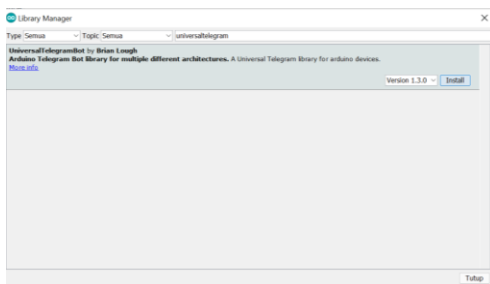 Library Manager
Type Semua Topic Semua universaltelegram
UniversalTelegramBot by Brian Lough
Arduino Telegram Bot library for multiple different architectures. A Universal Telegram library for arduino devices.
More info
Version 1.3.0 Install
Tutup